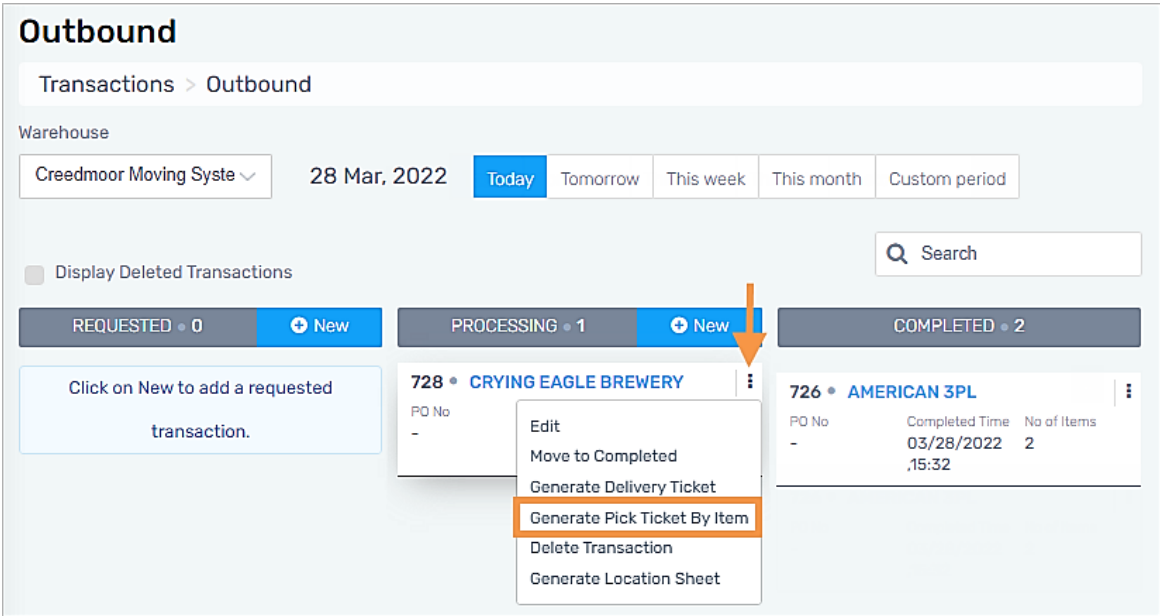 Outbound
Transactions > Outbound
Warehouse
Creedmoor Moving Syste
28 Mar, 2022
Today
Tomorrow
This week
This month
Custom period
Search
Display Deleted Transactions
REQUESTED • 0
New
PROCESSING • 1
New
COMPLETED • 2
Click on New to add a requested
transaction.
728 • CRYING EAGLE BREWERY
PO No
-
Edit
Move to Completed
Generate Delivery Ticket
Generate Pick Ticket By Item
Delete Transaction
Generate Location Sheet
726 • AMERICAN 3PL
PO No
-
Completed Time
03/28/2022
,15:32
No of Items
2